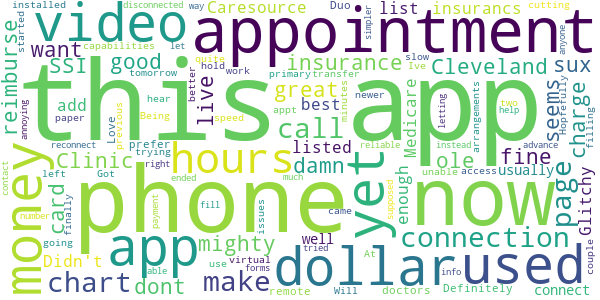 installed disconnected way Caresource Duo list insurancs cutting
started video appointment simpler let
capabilities want tomorrow quite hold work primary transfer anyone
reimburse SSI good better insurance Cleveland sux
this app
annoying paper add hear great live newer Ive slow seems Hopefully
Love minutes speed appt two letting filling
previous Being best call Medicare arrangements help charge
money Clinic prefer trying hours listed yet reliable advance page
phone now
reconnect right damn fine instead
contact card left Got ended much ole enough usually unable access issues
finally mighty connection Glitchy
number Didn't app fill well came supposed doctors info couple
going payment able use tried At
chart dont make dollar used
forms virtual remote Will Definitely connect